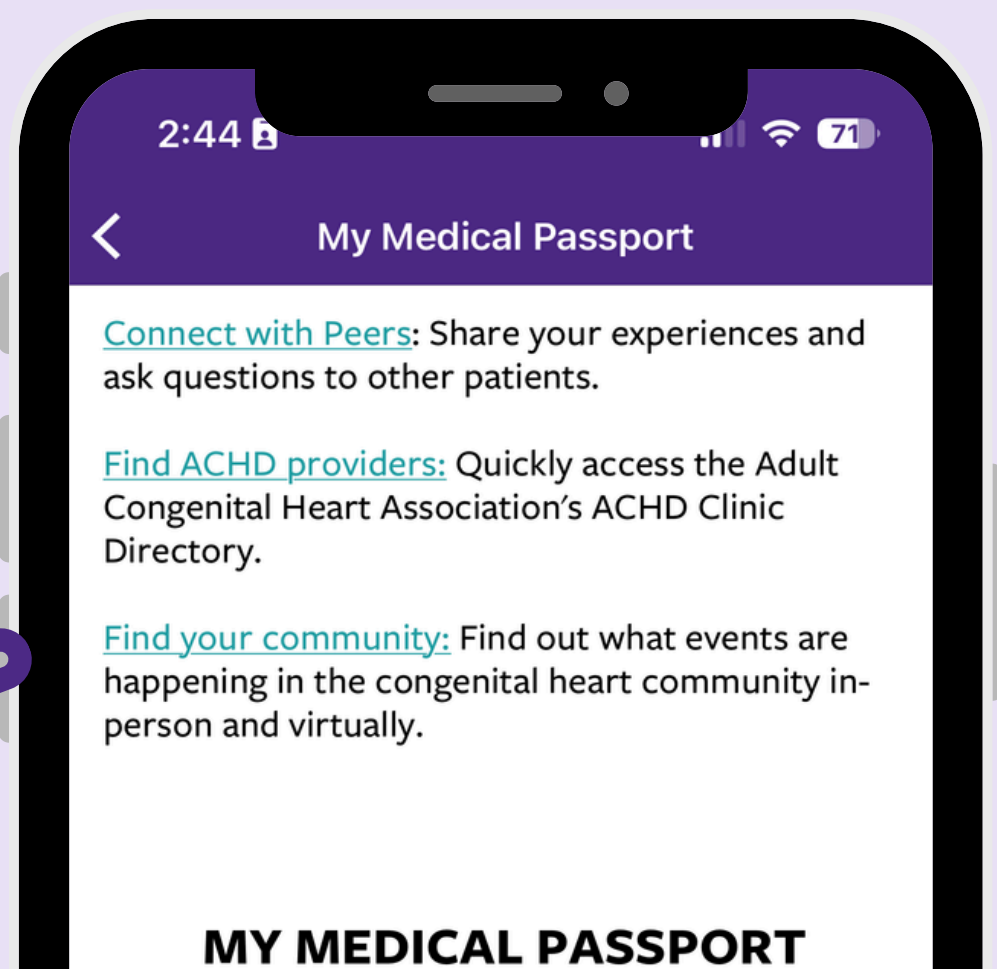 2:44
71
My Medical Passport
Connect with Peers: Share your experiences and
ask questions to other patients.
Find ACHD providers: Quickly access the Adult
Congenital Heart Association's ACHD Clinic
Directory.
Find your community: Find out what events are
happening in the congenital heart community in-
person and virtually.
MY MEDICAL PASSPORT